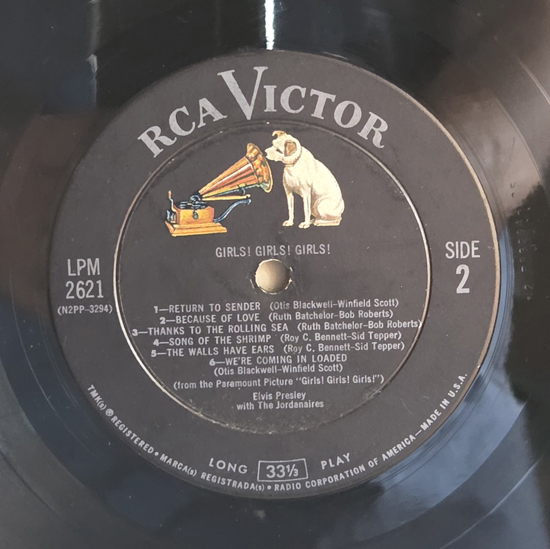 RCA VICTOR
GIRLS! GIRLS! GIRLS!
LPM
2621
(N2PP-3294)
SIDE
2
1—RETURN TO SENDER (Otis Blackwell-Winfield Scott)
2—BECAUSE OF LOVE (Ruth Batchelor-Bob Roberts)
3—THANKS TO THE ROLLING SEA (Ruth Batchelor-Bob Roberts)
4—SONG OF THE SHRIMP (Roy C. Bennett-Sid Tepper)
5—THE WALLS HAVE EARS (Roy C. Bennett-Sid Tepper)
6—WE'RE COMING IN LOADED
(Otis Blackwell-Winfield Scott)
(from the Paramount Picture "Girls! Girls! Girls!")
Elvis Presley
with The Jordanaires
LONG 33⅓ PLAY
TMK(s) ® REGISTERED • MARCA(s) REGISTRADA(s) • RADIO CORPORATION OF AMERICA—MADE IN U.S.A.